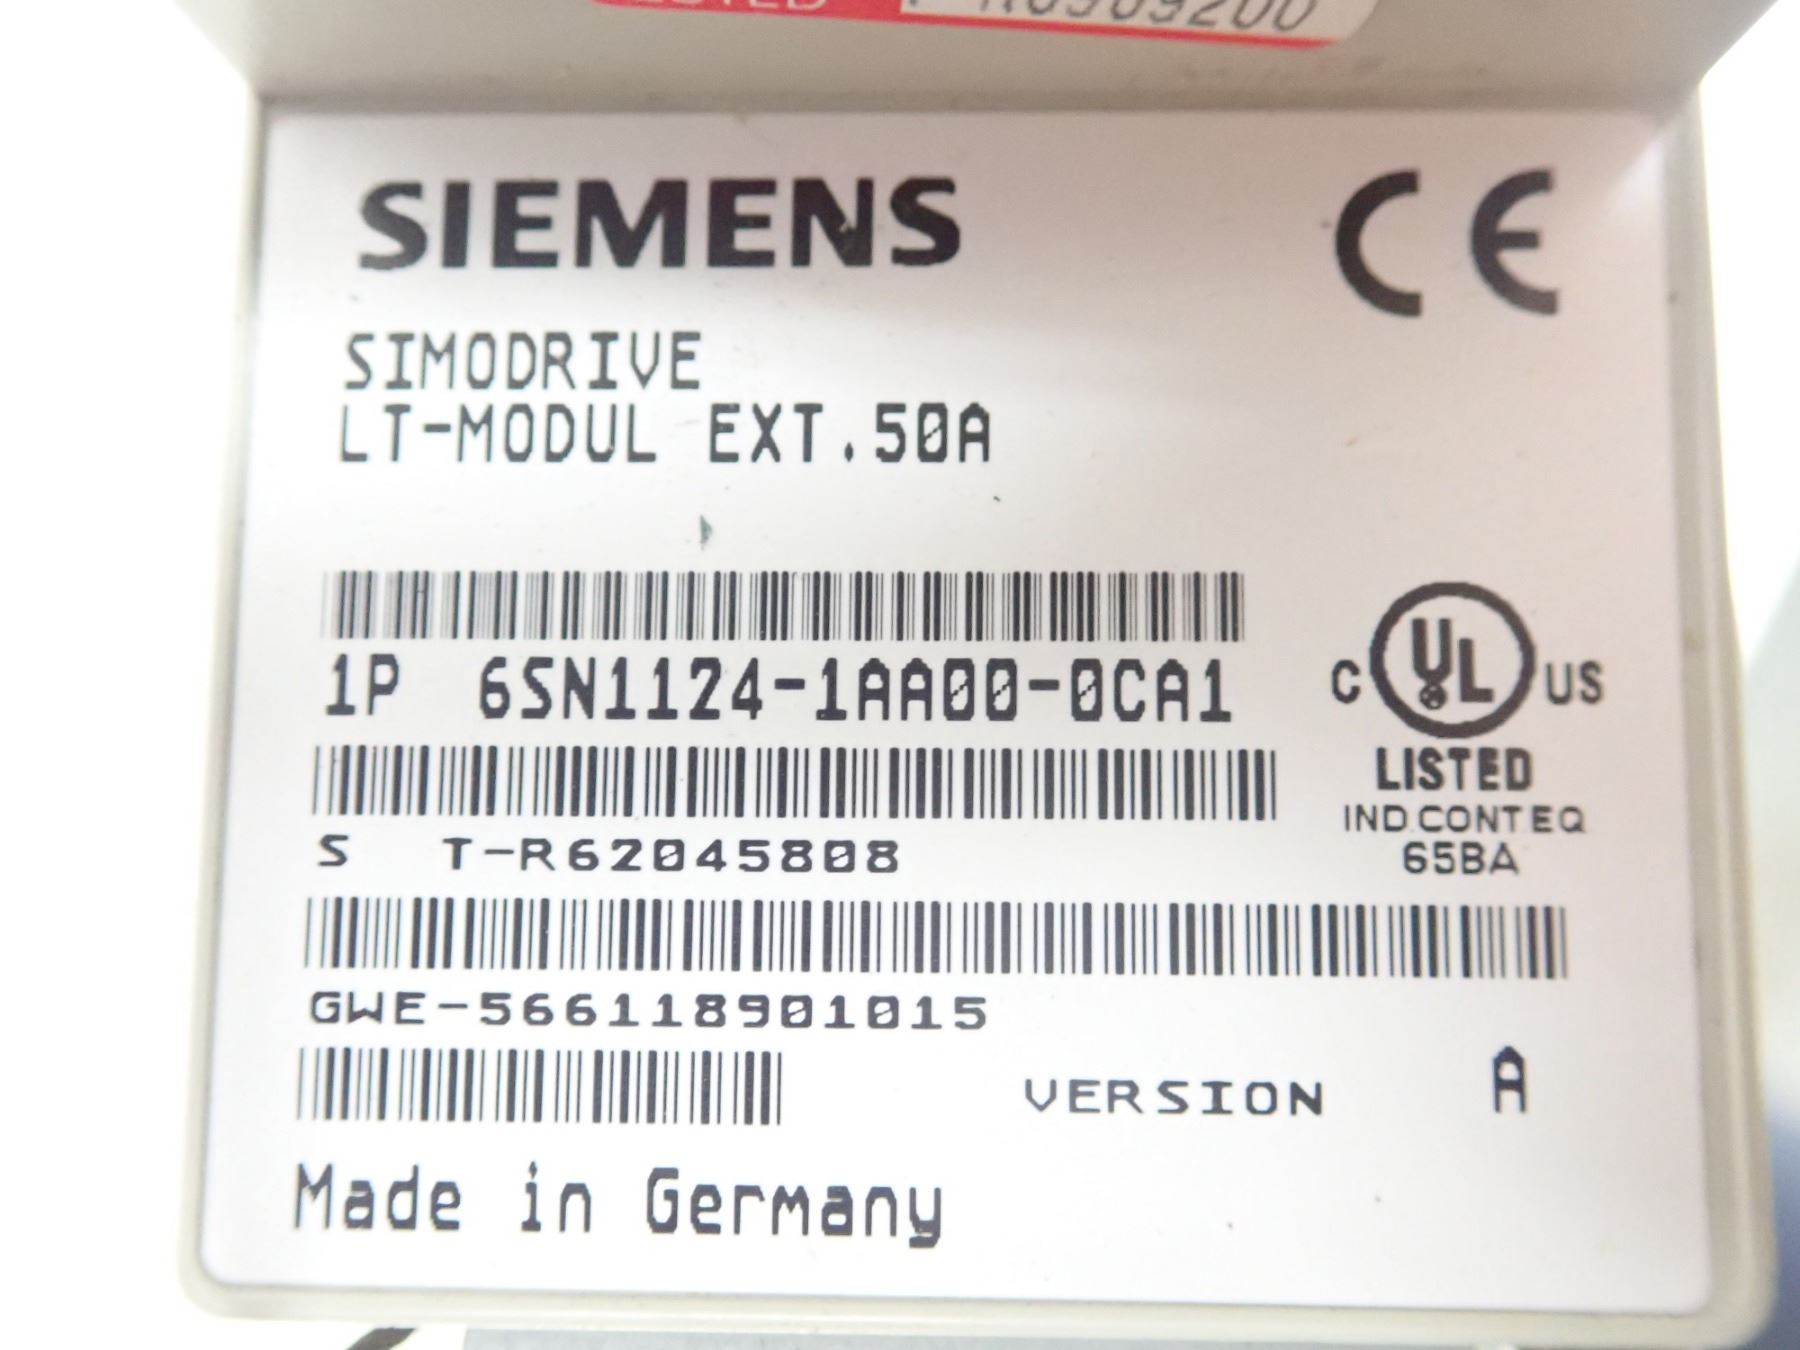 SIEMENS
CE
SIMODRIVE
LT-MODUL EXT.50A
1P 6SN1124-1AA00-0CA1
C UL US
LISTED
IND.CONT EQ
65BA
S T-R62045808
GWE-566118901015
VERSION A
Made in Germany